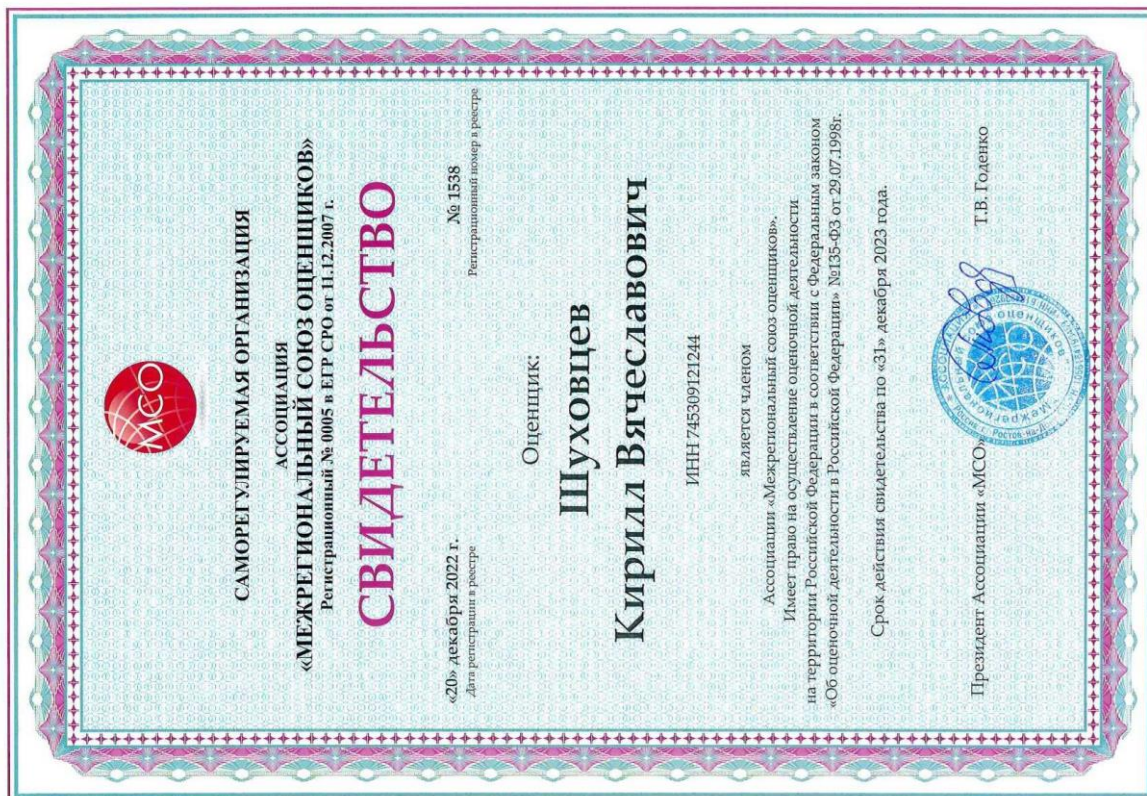 МСО
САМОРЕГУЛИРУЕМАЯ ОРГАНИЗАЦИЯ
АССОЦИАЦИЯ
«МЕЖРЕГИОНАЛЬНЫЙ СОЮЗ ОЦЕНЩИКОВ»
Регистрационный № 0005 в ЕГР СРО от 11.12.2007 г.
СВИДЕТЕЛЬСТВО
«20» декабря 2022 г. № 1538
Дата регистрации в реестре Регистрационный номер в реестре
Оценщик:
Шуховцев
Кирилл Вячеславович
ИНН 745309121244
является членом
Ассоциации «Межрегиональный союз оценщиков».
Имеет право на осуществление оценочной деятельности
на территории Российской Федерации в соответствии с Федеральным законом
«Об оценочной деятельности в Российской Федерации» №135-ФЗ от 29.07.1998г.
Срок действия свидетельства по «31» декабря 2023 года.
Президент Ассоциации «МСО» Т.В. Годенко